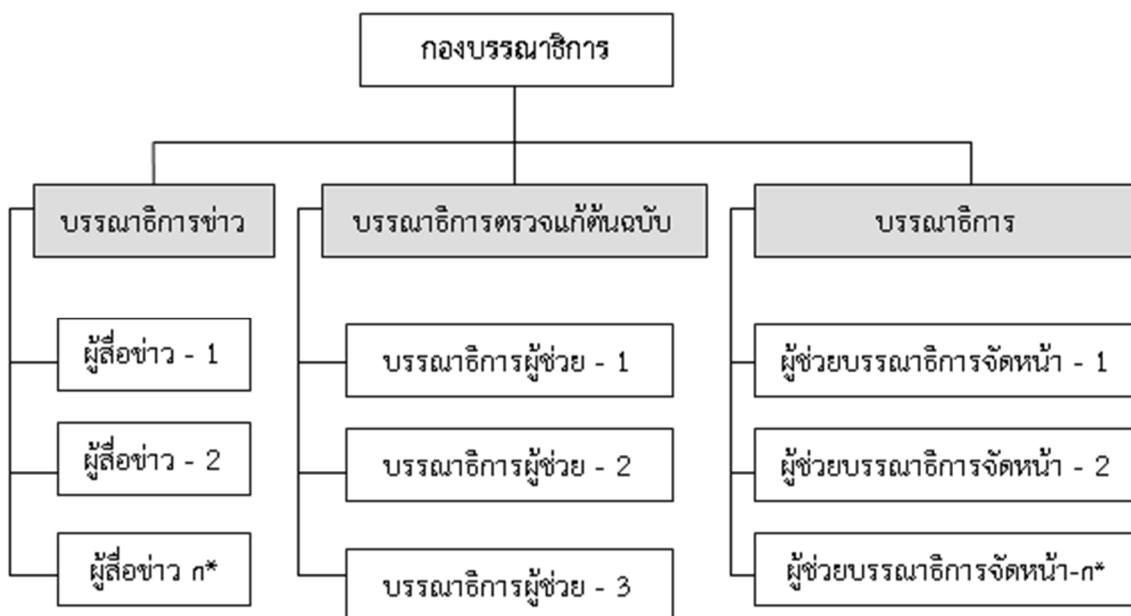 กองบรรณาธิการ
บรรณาธิการข่าว
บรรณาธิการตรวจแก้ต้นฉบับ
บรรณาธิการ
ผู้สื่อข่าว - 1
บรรณาธิการผู้ช่วย - 1
ผู้ช่วยบรรณาธิการจัดหน้า - 1
ผู้สื่อข่าว - 2
บรรณาธิการผู้ช่วย - 2
ผู้ช่วยบรรณาธิการจัดหน้า - 2
ผู้สื่อข่าว n*
บรรณาธิการผู้ช่วย - 3
ผู้ช่วยบรรณาธิการจัดหน้า-n*